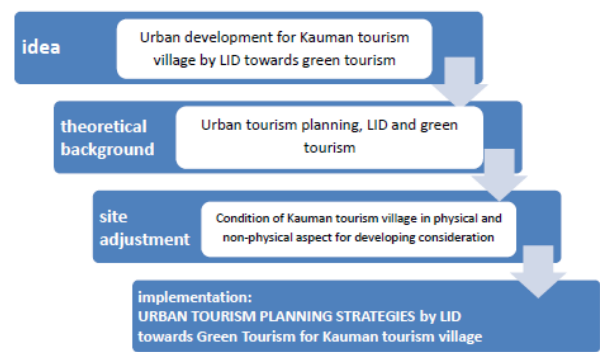 idea
Urban development for Kauman tourism
village by LID towards green tourism
theoretical
background
Urban tourism planning, LID and green
tourism
site
adjustment
Condition of Kauman tourism village in physical and
non-physical aspect for developing consideration
implementation:
URBAN TOURISM PLANNING STRATEGIES by LID
towards Green Tourism for Kauman tourism village